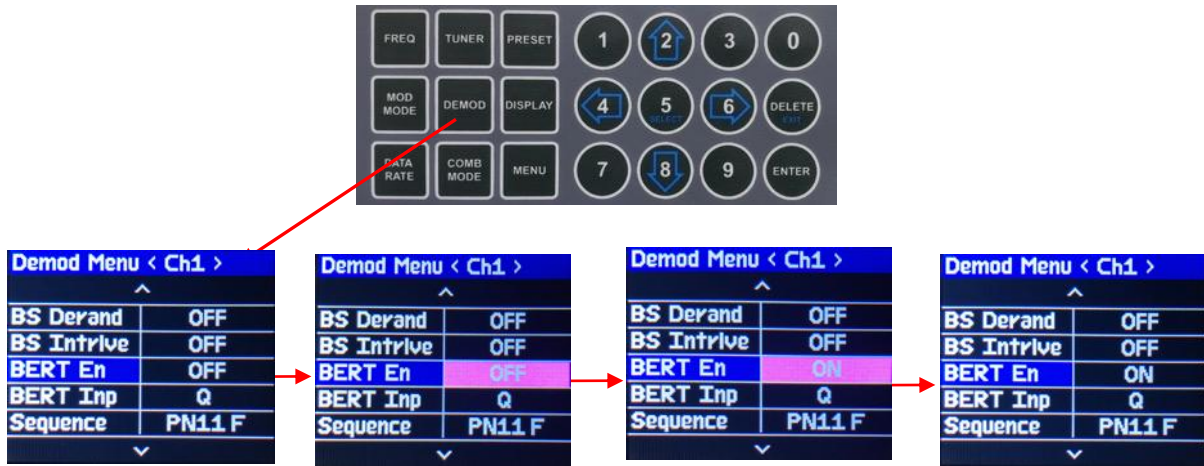 FREQ TUNER PRESET 1 2 3 0
MOD MODE DEMOD DISPLAY 4 5 SELECT 6 DELETE EXIT
DATA RATE COMB MODE MENU 7 8 9 ENTER
Demod Menu < Ch1 >
BS Derand OFF
BS Intrlve OFF
BERT En OFF
BERT Inp Q
Sequence PN11 F
Demod Menu < Ch1 >
BS Derand OFF
BS Intrlve OFF
BERT En OFF
BERT Inp Q
Sequence PN11 F
Demod Menu < Ch1 >
BS Derand OFF
BS Intrlve OFF
BERT En ON
BERT Inp Q
Sequence PN11 F
Demod Menu < Ch1 >
BS Derand OFF
BS Intrlve OFF
BERT En ON
BERT Inp Q
Sequence PN11 F